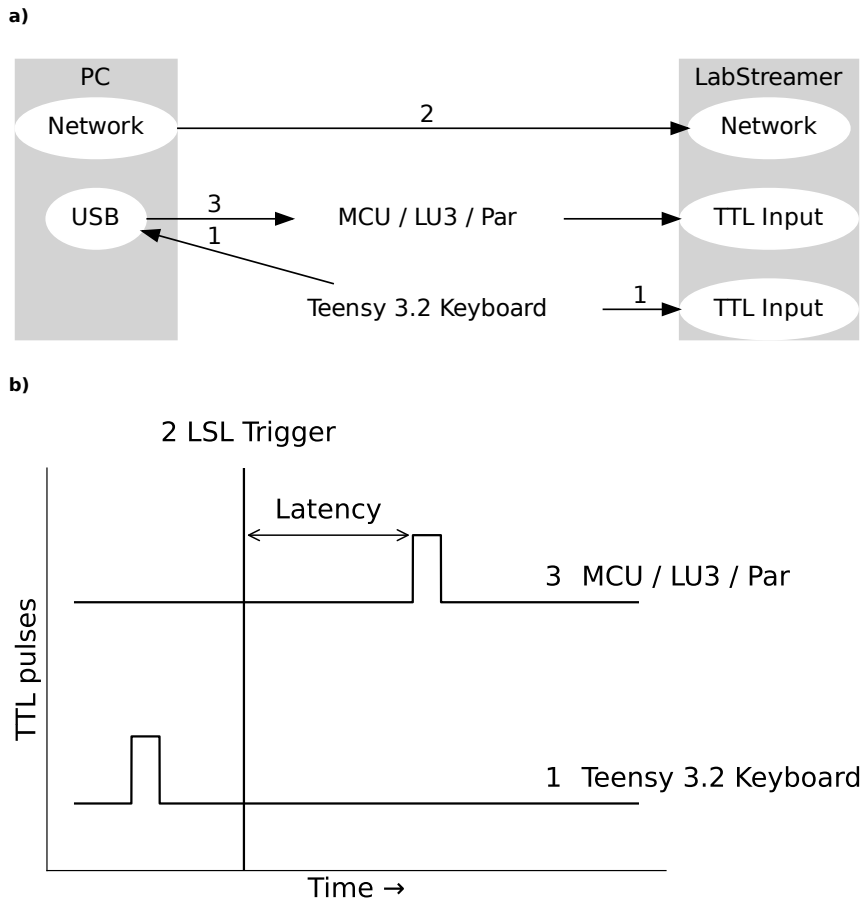 a)
PC
LabStreamer
Network
2
Network
USB
3
1
MCU / LU3 / Par
TTL Input
Teensy 3.2 Keyboard
1
TTL Input
b)
2 LSL Trigger
Latency
3 MCU / LU3 / Par
TTL pulses
1 Teensy 3.2 Keyboard
Time →